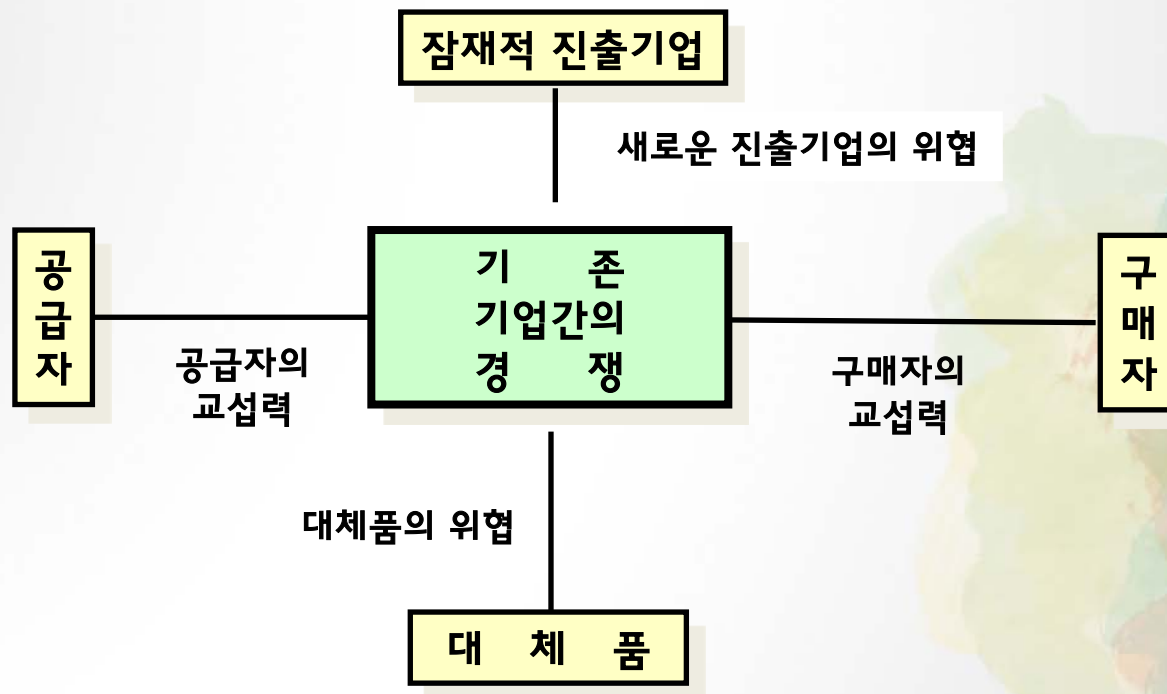 잠재적 진출기업
새로운 진출기업의 위협
공
급
자
공급자의
교섭력
기 존
기업간의
경 쟁
구매자의
교섭력
구
매
자
대체품의 위협
대 체 품